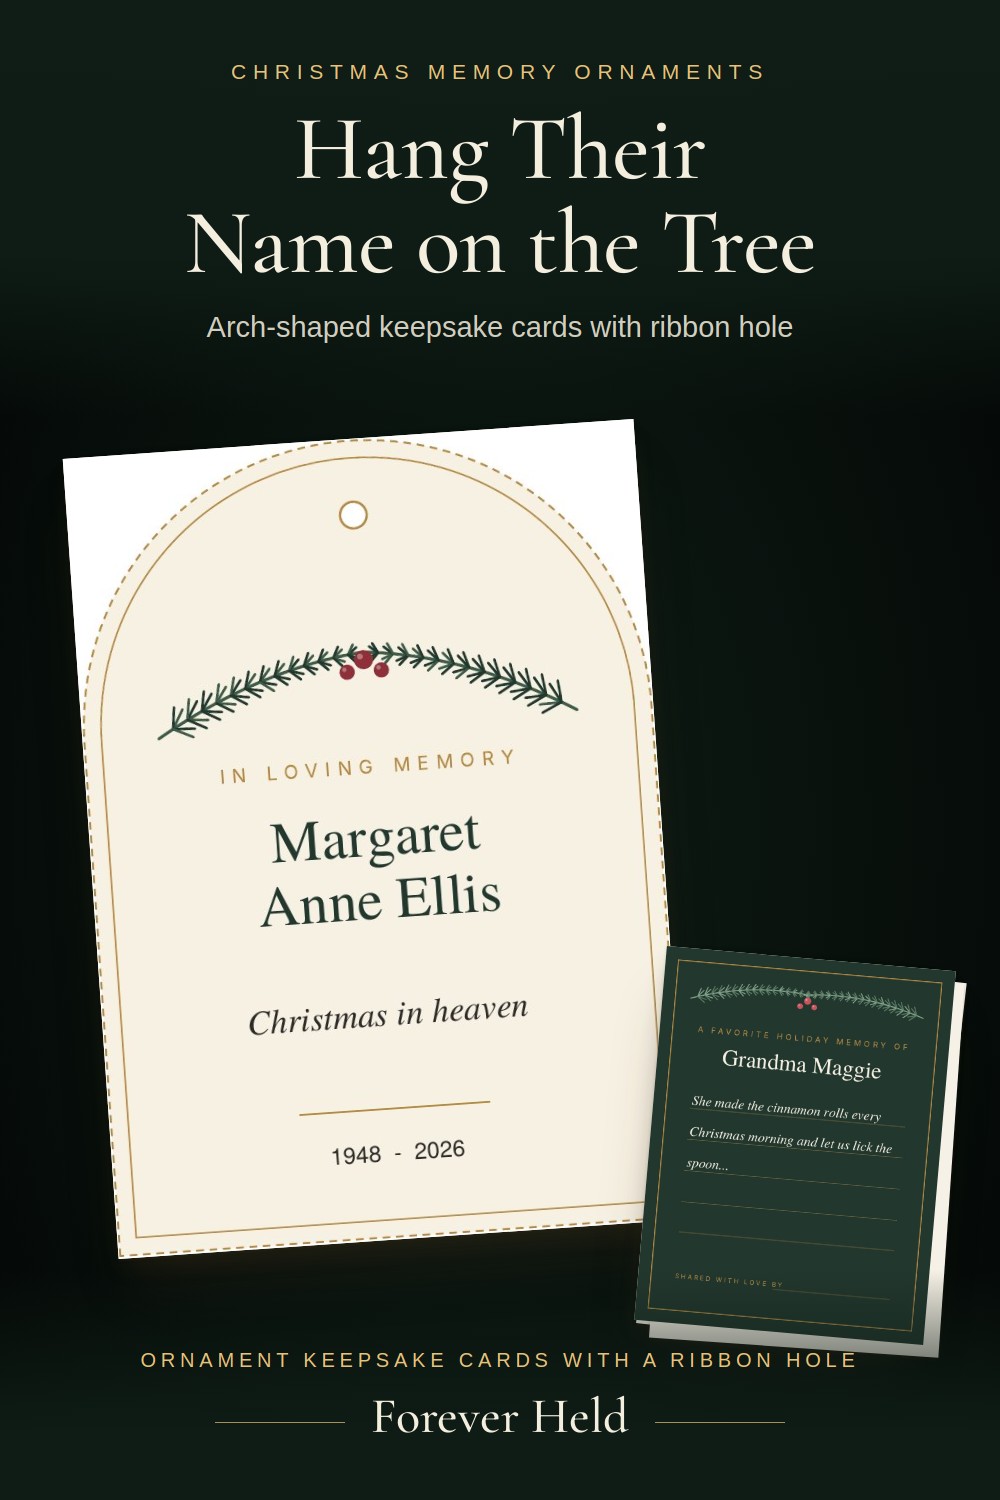 CHRISTMAS MEMORY ORNAMENTS
Hang Their
Name on the Tree
Arch-shaped keepsake cards with ribbon hole
IN LOVING MEMORY
Margaret
Anne Ellis
Christmas in heaven
1948 - 2026
A FAVORITE HOLIDAY MEMORY OF
Grandma Maggie
She made the cinnamon rolls every
Christmas morning and let us lick the
spoon...
SHARED WITH LOVE BY
ORNAMENT KEEPSAKE CARDS WITH A RIBBON HOLE
Forever Held